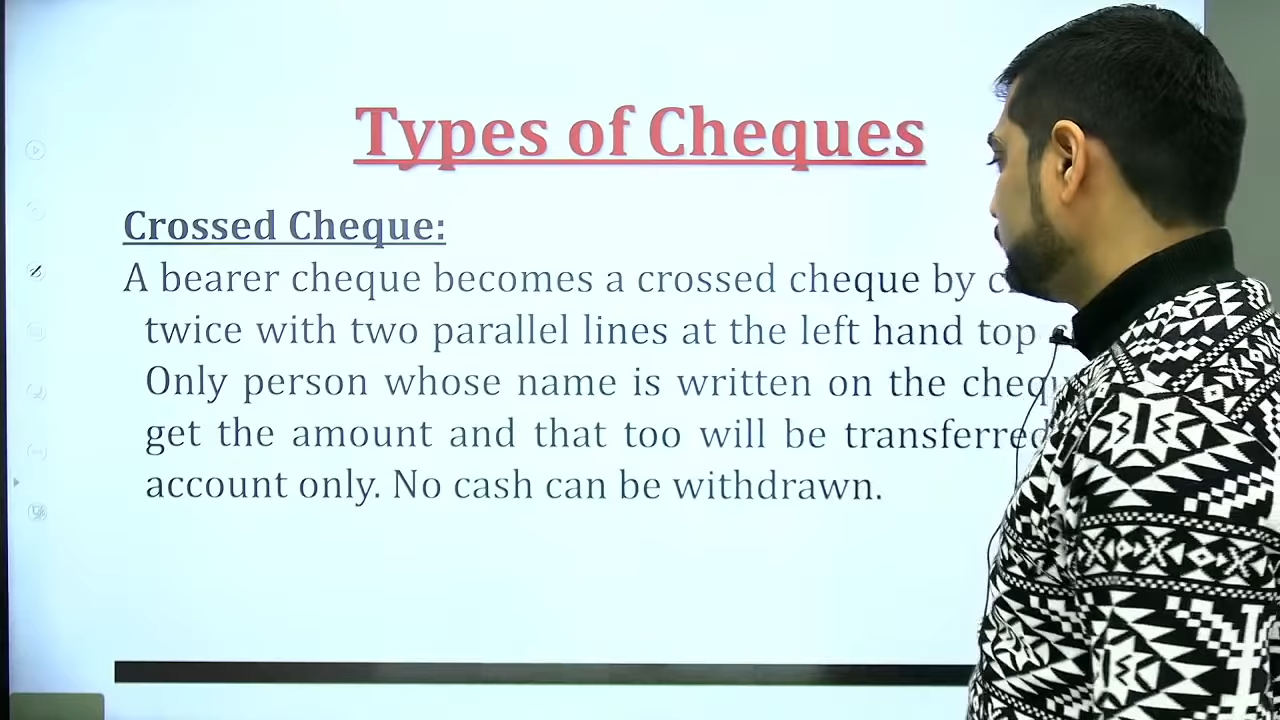 Types of Cheques
Crossed Cheque:
A bearer cheque becomes a crossed cheque by
twice with two parallel lines at the left hand top
Only person whose name is written on the
get the amount and that too will be transferred
account only. No cash can be withdrawn.